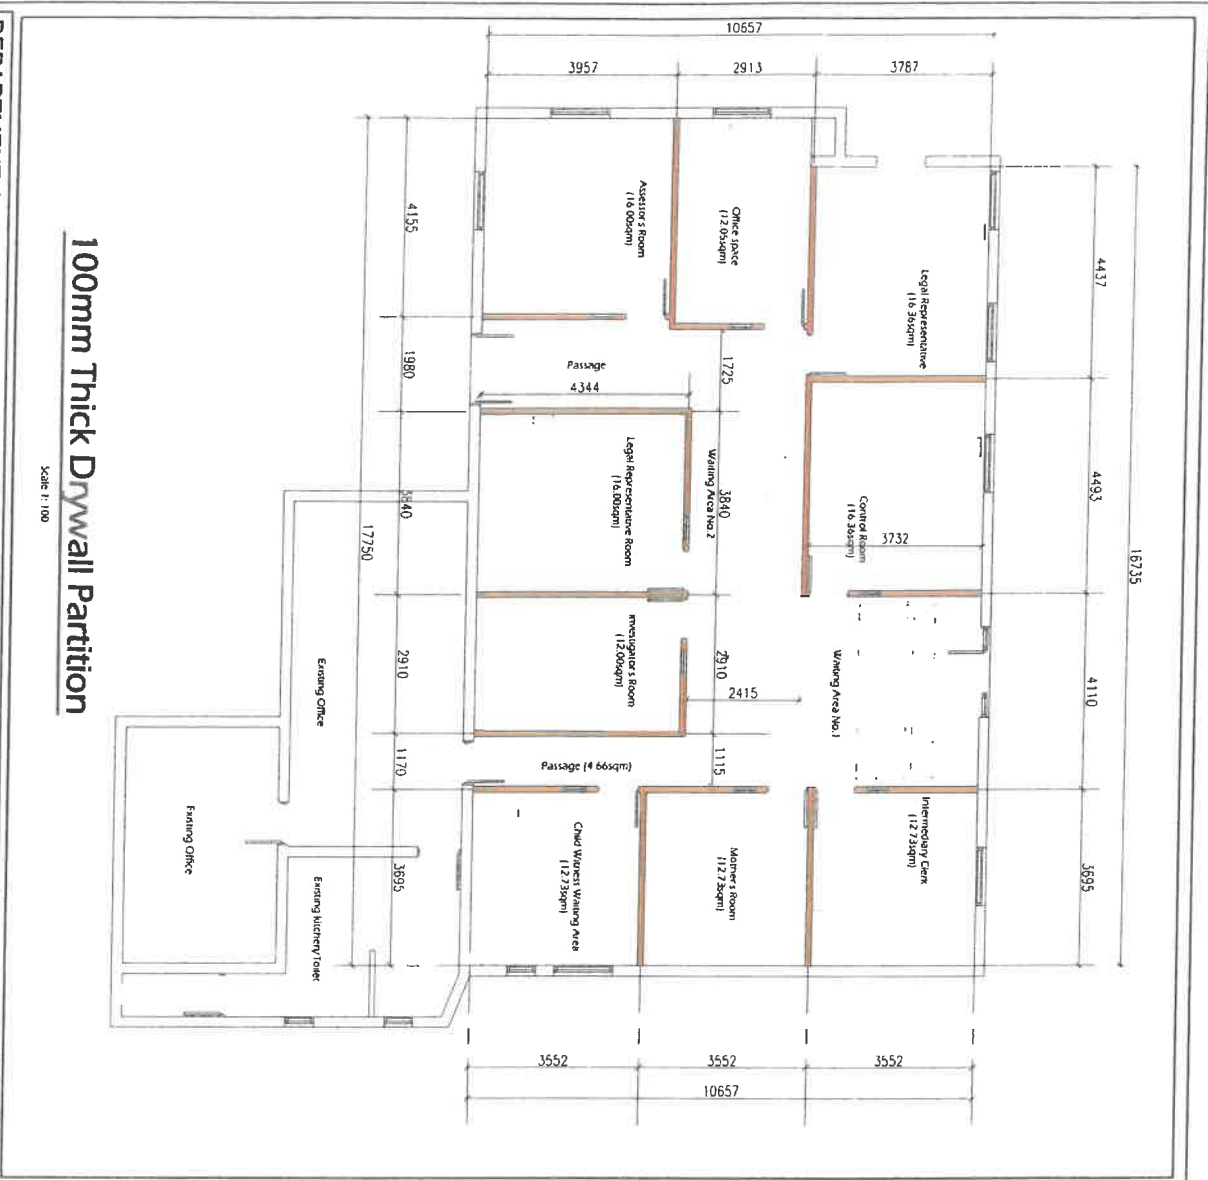 10657
3957
2913
3787
16735
4437
4493
4110
3695
Legal Representative
(16.36sqm)
Control Room
(16.36sqm)
3732
Waiting Area No.1
Intermediary Clerk
(12.73sqm)
Office space
(12.05sqm)
Assessor's Room
(16.00sqm)
1725
3840
2910
1115
2415
Waiting Area No 2
Passage
4344
Legal Representative Room
(16.00sqm)
Investigator's Room
(12.00sqm)
Passage (4.66sqm)
Mother's Room
(12.73sqm)
Child Witness Waiting Area
(12.73sqm)
4155
1980
3840
2910
1170
3695
17750
Existing Office
Existing kitchen/Toilet
Existing Office
3552
3552
3552
10657
100mm Thick Drywall Partition
Scale 1: 100